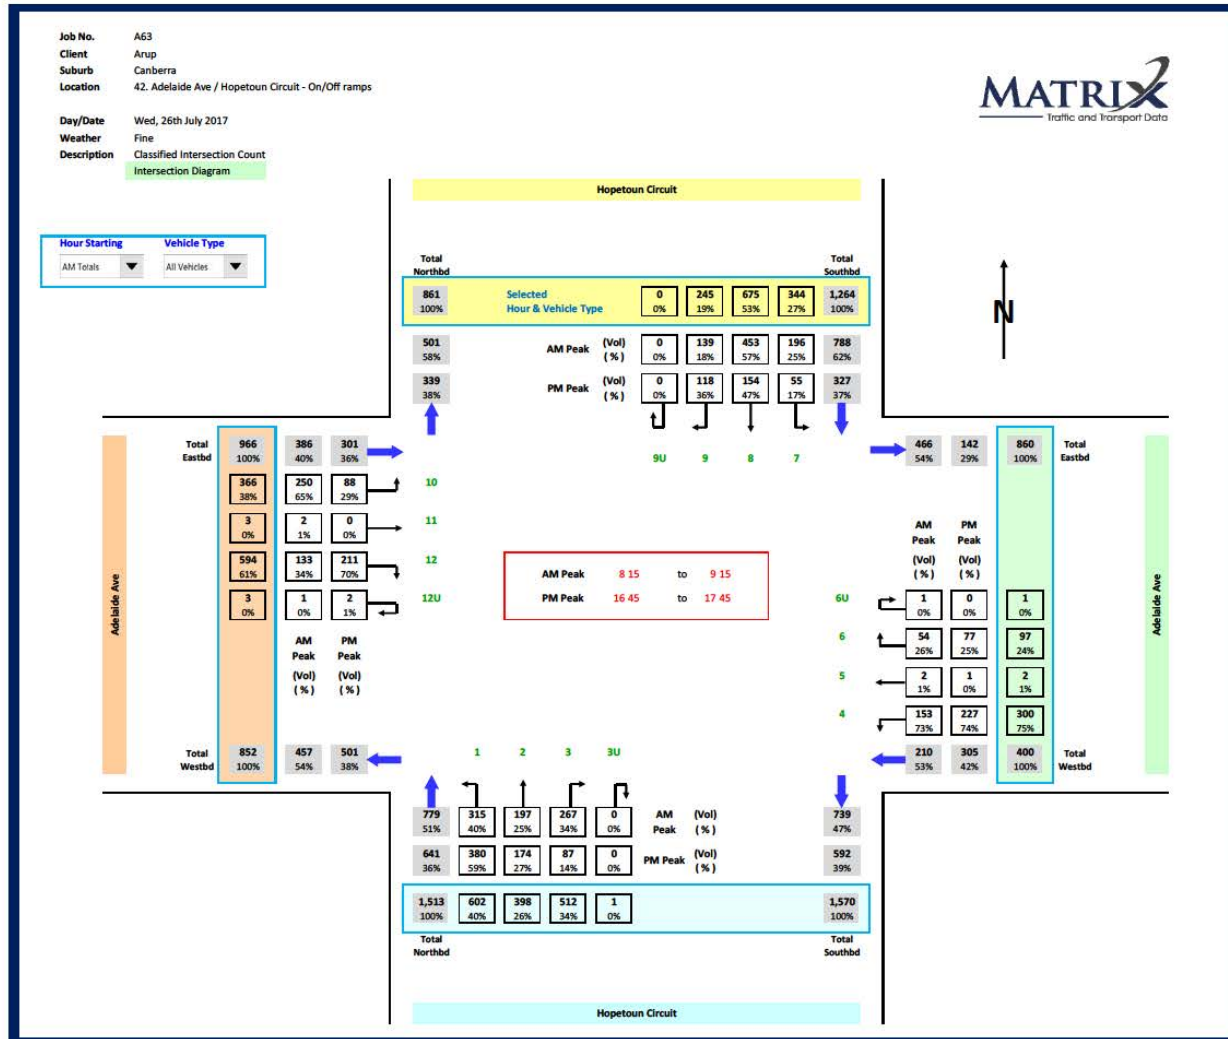 Job No. A63
Client Arup
Suburb Canberra
Location 42. Adelaide Ave / Hopetoun Circuit - On/Off ramps
Day/Date Wed, 26th July 2017
Weather Fine
Description Classified Intersection Count
Intersection Diagram
MATRIX
Traffic and Transport Data
Hopetoun Circuit
Hour Starting Vehicle Type
AM Totals All Vehicles
Total Northbd
Total Southbd
861 Selected 0 245 675 344 1,264
100% Hour & Vehicle Type 0% 19% 53% 27% 100%
501 AM Peak (Vol) 0 139 453 196 788
58% (%) 0% 18% 57% 25% 62%
339 PM Peak (Vol) 0 118 154 55 327
38% (%) 0% 36% 47% 17% 37%
9U 9 8 7
N
Total Eastbd
966 386 301
100% 40% 36%
366 250 88 10
38% 65% 29%
3 2 0 11
0% 1% 0%
594 133 211 12
61% 34% 70%
3 1 2 12U
0% 0% 1%
AM PM
Peak Peak
(Vol) (Vol)
(%) (%)
Total Westbd
852 457 501
100% 54% 38%
Adelaide Ave
AM Peak 8 15 to 9 15
PM Peak 16 45 to 17 45
466 142 860 Total Eastbd
54% 29% 100%
AM PM
Peak Peak
(Vol) (Vol)
(%) (%)
6U 1 0 1
0% 0% 0%
6 54 77 97
26% 25% 24%
5 2 1 2
1% 0% 1%
4 153 227 300
73% 74% 75%
210 305 400 Total Westbd
53% 42% 100%
Adelaide Ave
1 2 3 3U
779 315 197 267 0 AM (Vol) 739
51% 40% 25% 34% 0% Peak (%) 47%
641 380 174 87 0 PM Peak (Vol) 592
36% 59% 27% 14% 0% (%) 39%
1,513 602 398 512 1 1,570
100% 40% 26% 34% 0% 100%
Total Northbd
Total Southbd
Hopetoun Circuit